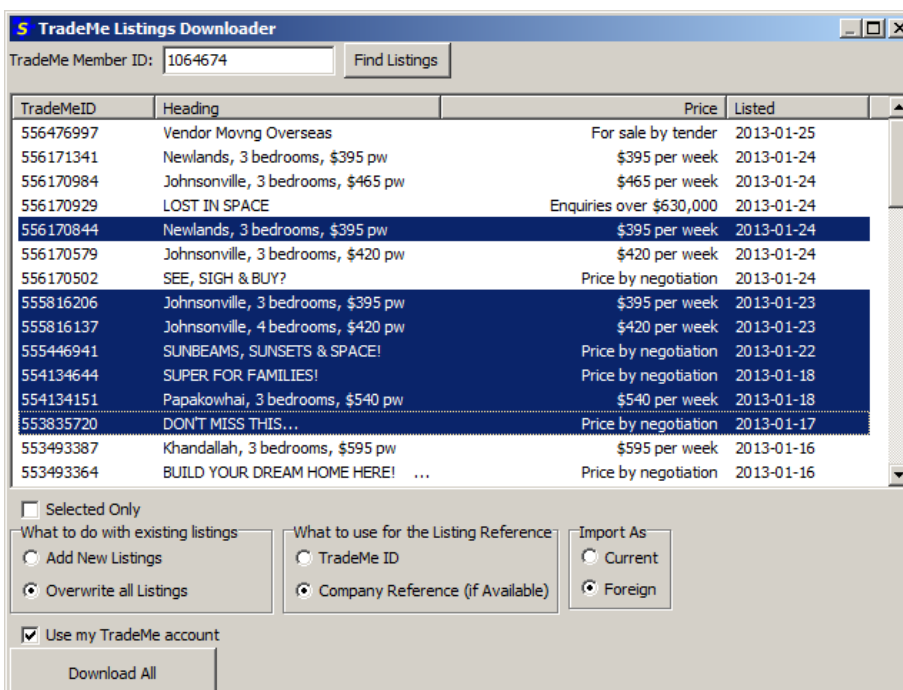 S TradeMe Listings Downloader
TradeMe Member ID: 1064674 Find Listings
TradeMeID Heading Price Listed
556476997 Vendor Movng Overseas For sale by tender 2013-01-25
556171341 Newlands, 3 bedrooms, $395 pw $395 per week 2013-01-24
556170984 Johnsonville, 3 bedrooms, $465 pw $465 per week 2013-01-24
556170929 LOST IN SPACE Enquiries over $630,000 2013-01-24
556170844 Newlands, 3 bedrooms, $395 pw $395 per week 2013-01-24
556170579 Johnsonville, 3 bedrooms, $420 pw $420 per week 2013-01-24
556170502 SEE, SIGH & BUY? Price by negotiation 2013-01-24
555816206 Johnsonville, 3 bedrooms, $395 pw $395 per week 2013-01-23
555816137 Johnsonville, 4 bedrooms, $420 pw $420 per week 2013-01-23
555446941 SUNBEAMS, SUNSETS & SPACE! Price by negotiation 2013-01-22
554134644 SUPER FOR FAMILIES! Price by negotiation 2013-01-18
554134151 Papakowhai, 3 bedrooms, $540 pw $540 per week 2013-01-18
553835720 DON'T MISS THIS... Price by negotiation 2013-01-17
553493387 Khandallah, 3 bedrooms, $595 pw $595 per week 2013-01-16
553493364 BUILD YOUR DREAM HOME HERE! ... Price by negotiation 2013-01-16
Selected Only
What to do with existing listings What to use for the Listing Reference Import As
Add New Listings TradeMe ID Current
Overwrite all Listings Company Reference (if Available) Foreign
Use my TradeMe account
Download All